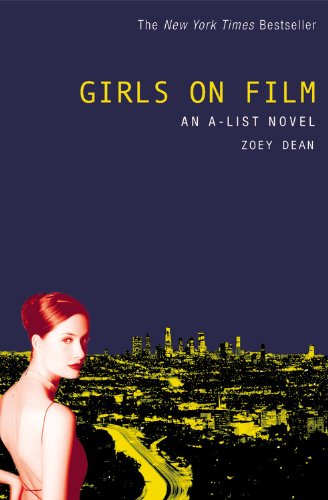 The New York Times Bestseller
GIRLS ON FILM
AN A-LIST NOVEL
ZOEY DEAN